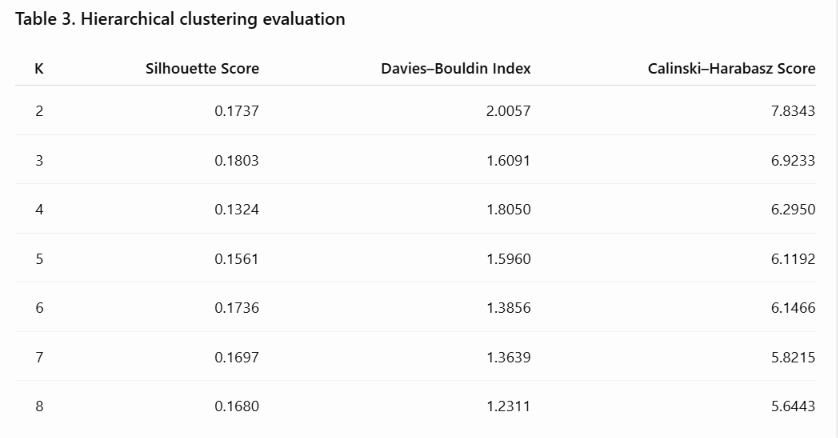 Table 3. Hierarchical clustering evaluation
K Silhouette Score Davies–Bouldin Index Calinski–Harabasz Score
2 0.1737 2.0057 7.8343
3 0.1803 1.6091 6.9233
4 0.1324 1.8050 6.2950
5 0.1561 1.5960 6.1192
6 0.1736 1.3856 6.1466
7 0.1697 1.3639 5.8215
8 0.1680 1.2311 5.6443